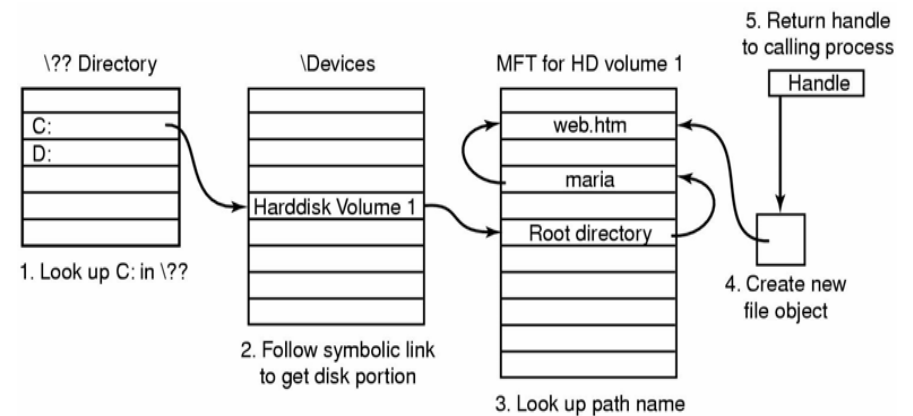 \?? Directory
C:
D:
1. Look up C: in \??
\Devices
Harddisk Volume 1
2. Follow symbolic link
to get disk portion
MFT for HD volume 1
web.htm
maria
Root directory
3. Look up path name
5. Return handle
to calling process
Handle
4. Create new
file object